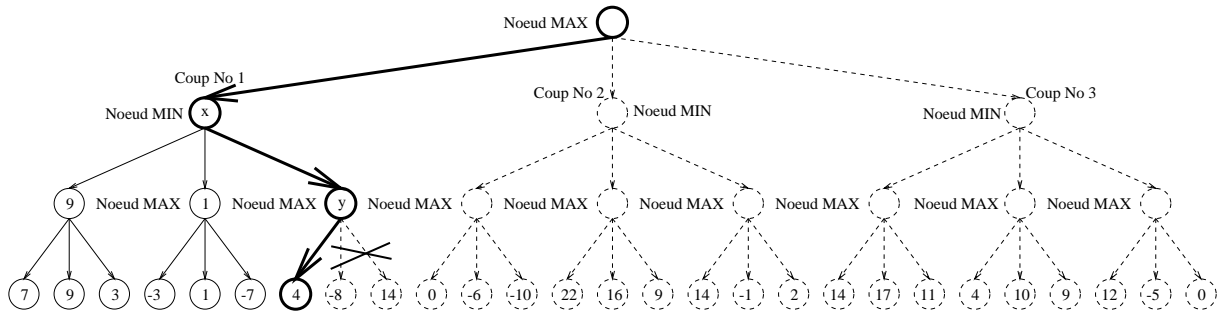 Noeud MAX
Coup No 1
Coup No 2
Coup No 3
Noeud MIN
x
Noeud MIN
Noeud MIN
9
Noeud MAX
1
Noeud MAX
y
Noeud MAX
Noeud MAX
Noeud MAX
Noeud MAX
Noeud MAX
Noeud MAX
7 9 3 -3 1 -7 4 -8 14 0 -6 -10 22 16 9 14 -1 2 14 17 11 4 10 9 12 -5 0